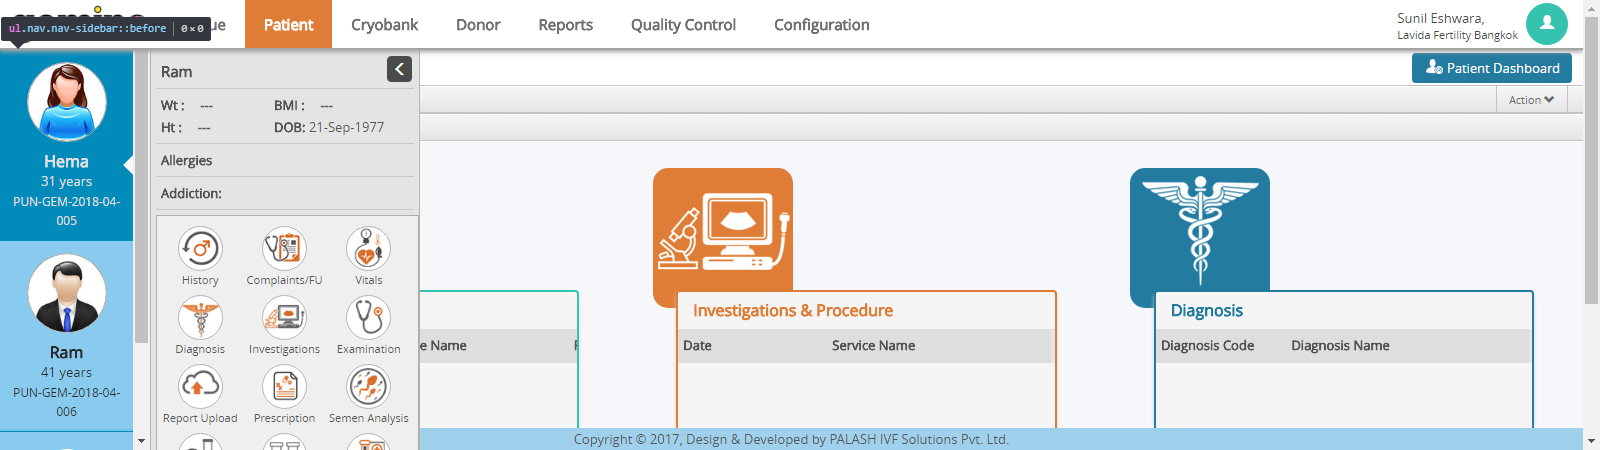 ul.nav.nav-sidebar::before 0×0
ue Patient Cryobank Donor Reports Quality Control Configuration
Sunil Eshwara,
Lavida Fertility Bangkok
Hema
31 years
PUN-GEM-2018-04-
005
Ram
41 years
PUN-GEM-2018-04-
006
Ram
Wt : --- BMI : ---
Ht : --- DOB: 21-Sep-1977
Allergies
Addiction:
History Complaints/FU Vitals
Diagnosis Investigations Examination
Report Upload Prescription Semen Analysis
Patient Dashboard
Action
e Name
Investigations & Procedure
Date Service Name
Diagnosis
Diagnosis Code Diagnosis Name
Copyright © 2017, Design & Developed by PALASH IVF Solutions Pvt. Ltd.